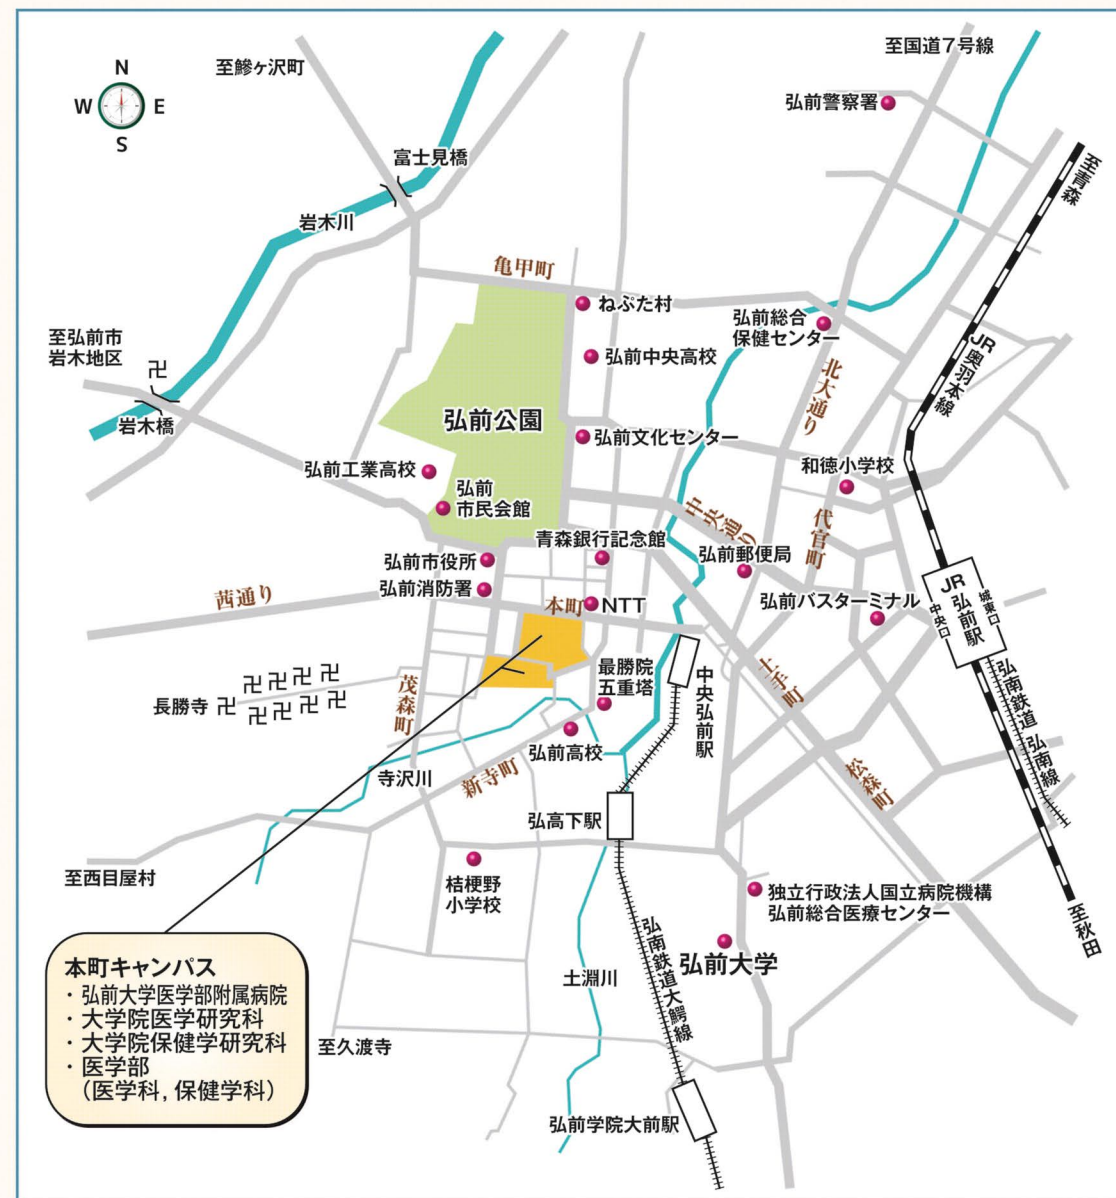 至国道7号線
至鰺ヶ沢町
N
W
E
S
弘前警察署
富士見橋
至青森
岩木川
亀甲町
ねぷた村
弘前総合
保健センター
至弘前市
岩木地区
卍
弘前中央高校
JR奥羽本線
北大通り
岩木橋
弘前公園
弘前文化センター
弘前工業高校
和徳小学校
弘前
市民会館
中央通り
代官町
青森銀行記念館
弘前市役所
弘前郵便局
弘前消防署
JR弘前駅
中央口
城東口
茜通り
本町
NTT
弘前バスターミナル
最勝院
五重塔
土手町
弘南鉄道 弘南線
卍卍卍卍
長勝寺 卍
卍卍卍卍
茂森町
中央弘前駅
弘前高校
寺沢川
新寺町
松森町
弘高下駅
至西目屋村
桔梗野
小学校
独立行政法人国立病院機構
弘前総合医療センター
至秋田
弘南鉄道大鰐線
弘前大学
本町キャンパス
・弘前大学医学部附属病院
・大学院医学研究科
・大学院保健学研究科
・医学部
（医学科, 保健学科）
土淵川
至久渡寺
弘前学院大前駅